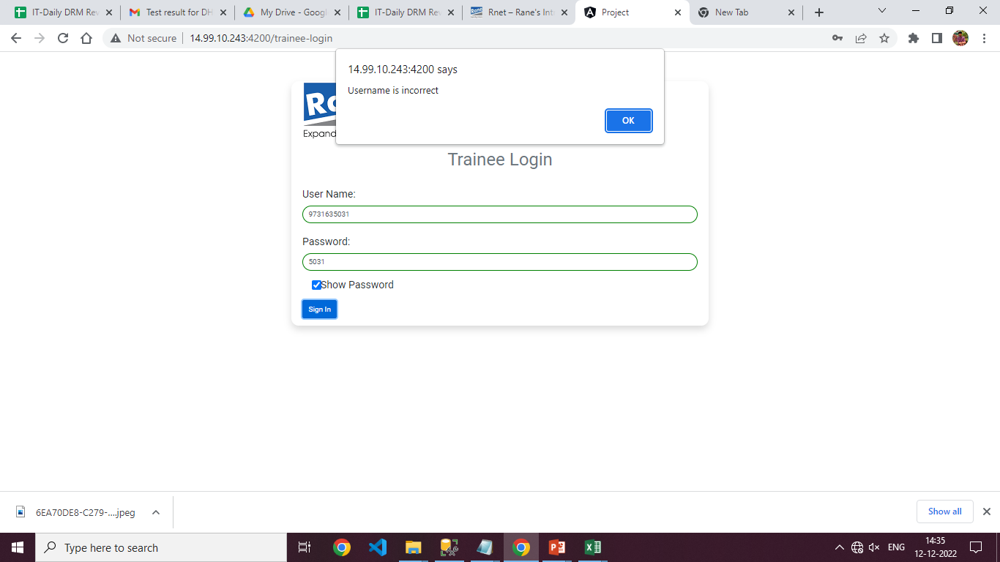 IT-Daily DRM Rev
Test result for DH
My Drive - Googl
IT-Daily DRM Rev
Rnet – Rane's Int
Project
New Tab
Not secure
14.99.10.243:4200/trainee-login
14.99.10.243:4200 says
Username is incorrect
OK
Expand
Trainee Login
User Name:
9731635031
Password:
5031
Show Password
Sign In
6EA70DE8-C279-....jpeg
Show all
Type here to search
ENG
14:35
12-12-2022